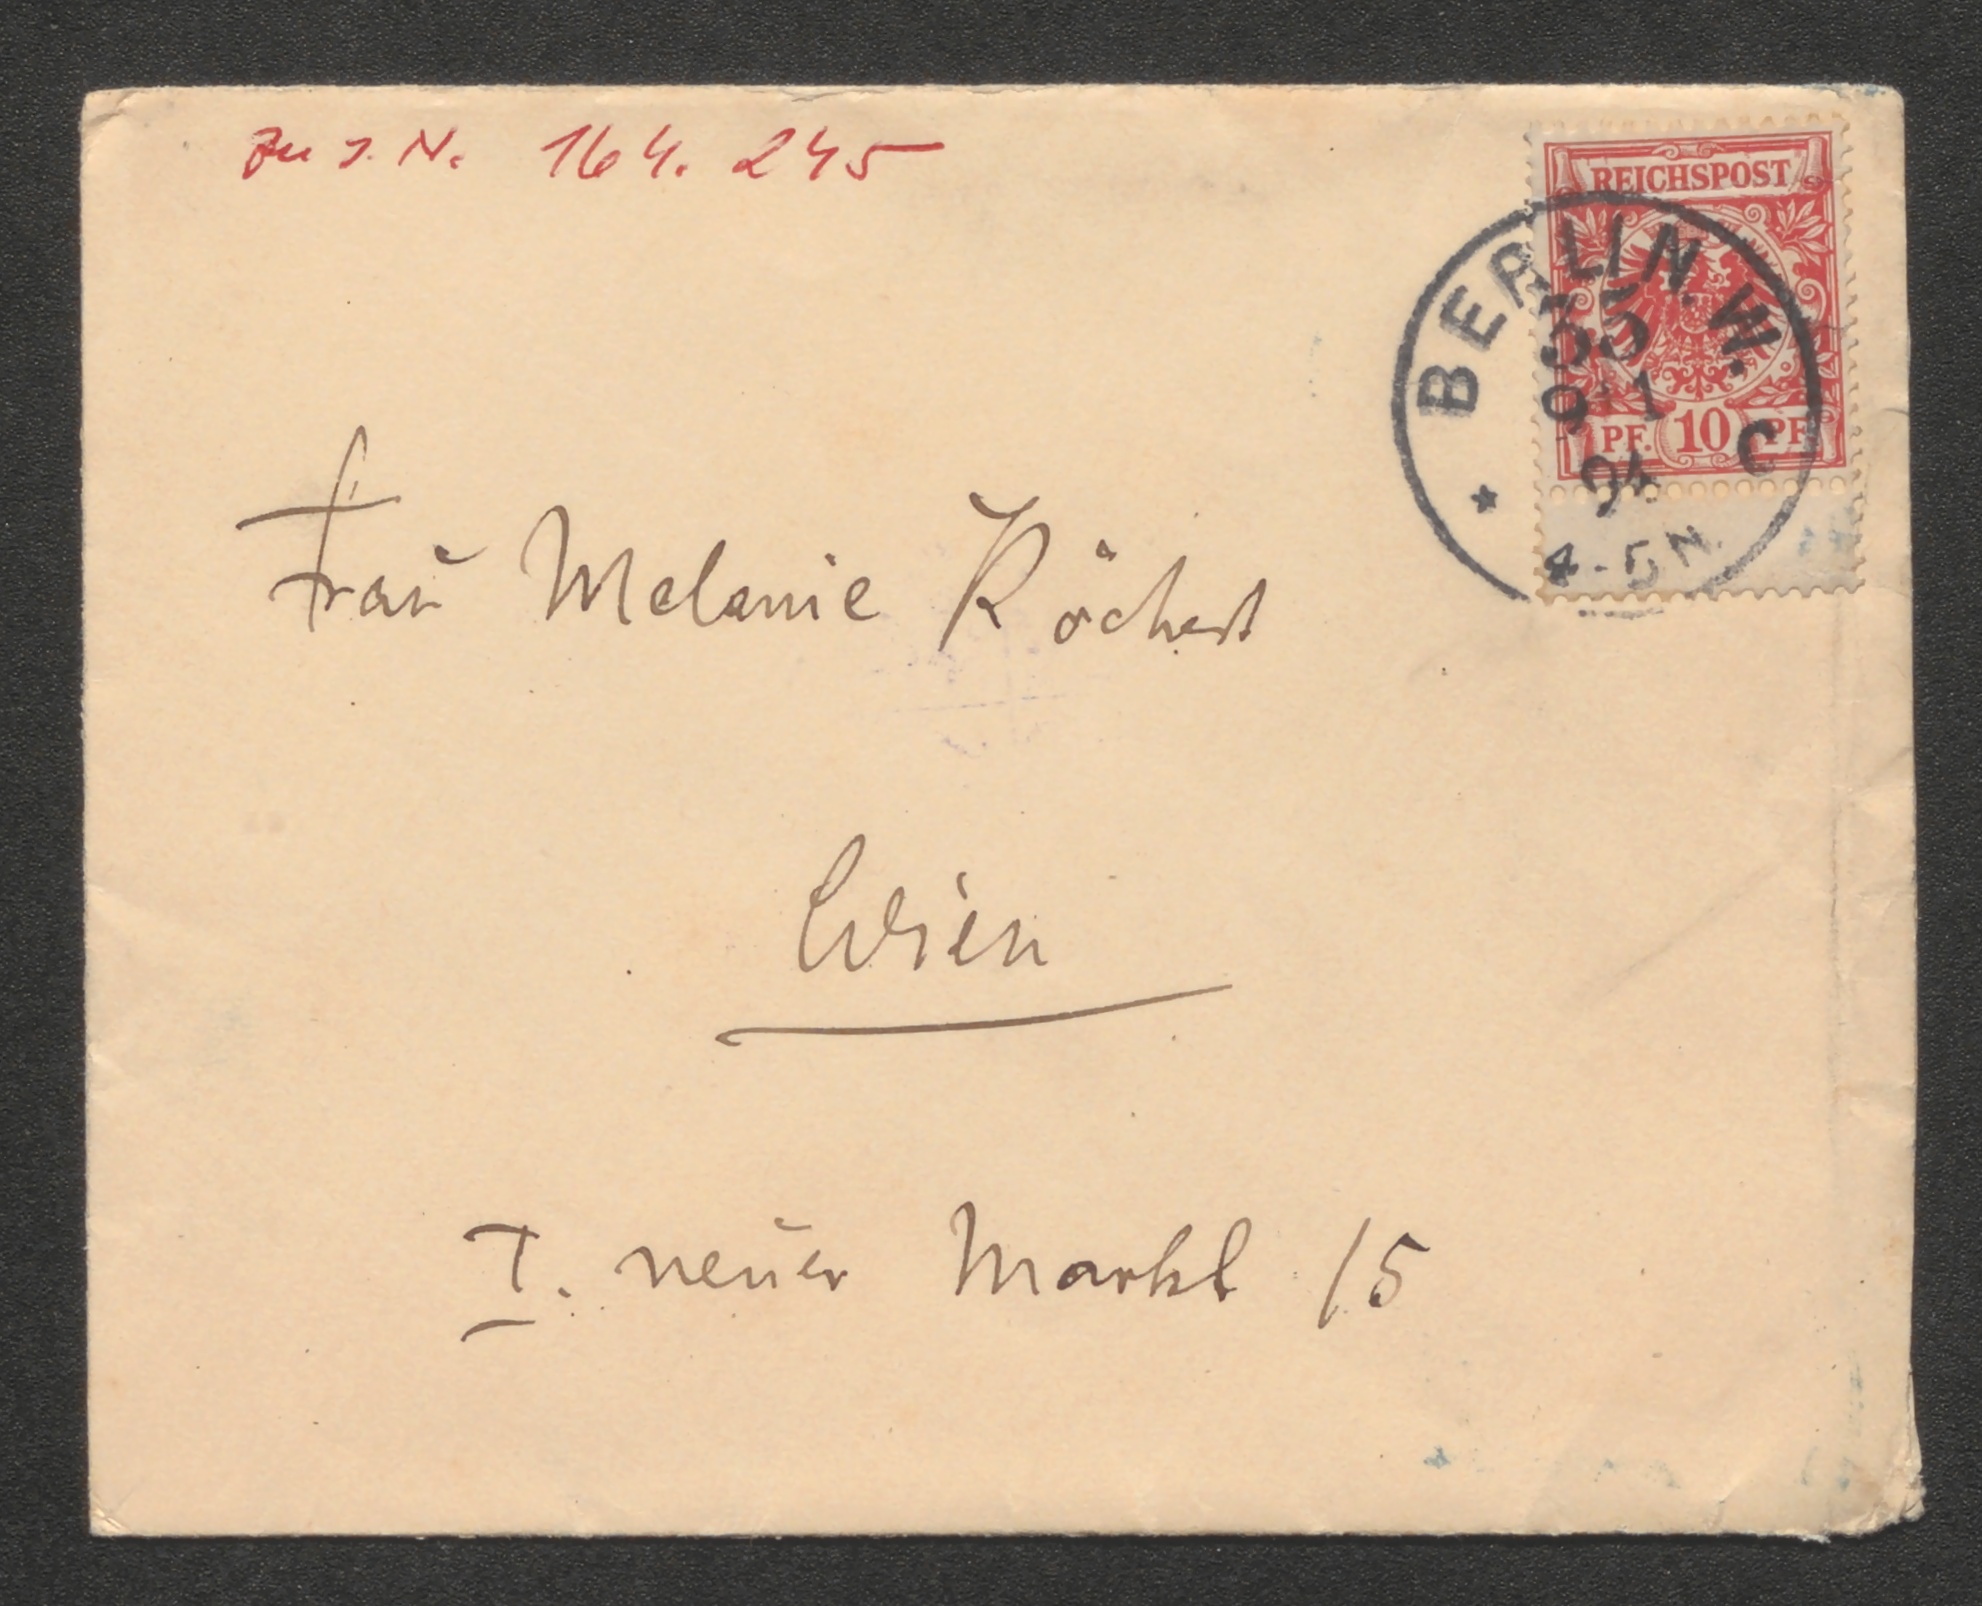 Zu I. N. 164.245
REICHSPOST
PF. 10 PF.
BERLIN. W.
35
9 1
94
C
4-5N.
Frau Melanie Köchert
Wien
I. neuer Markt 15